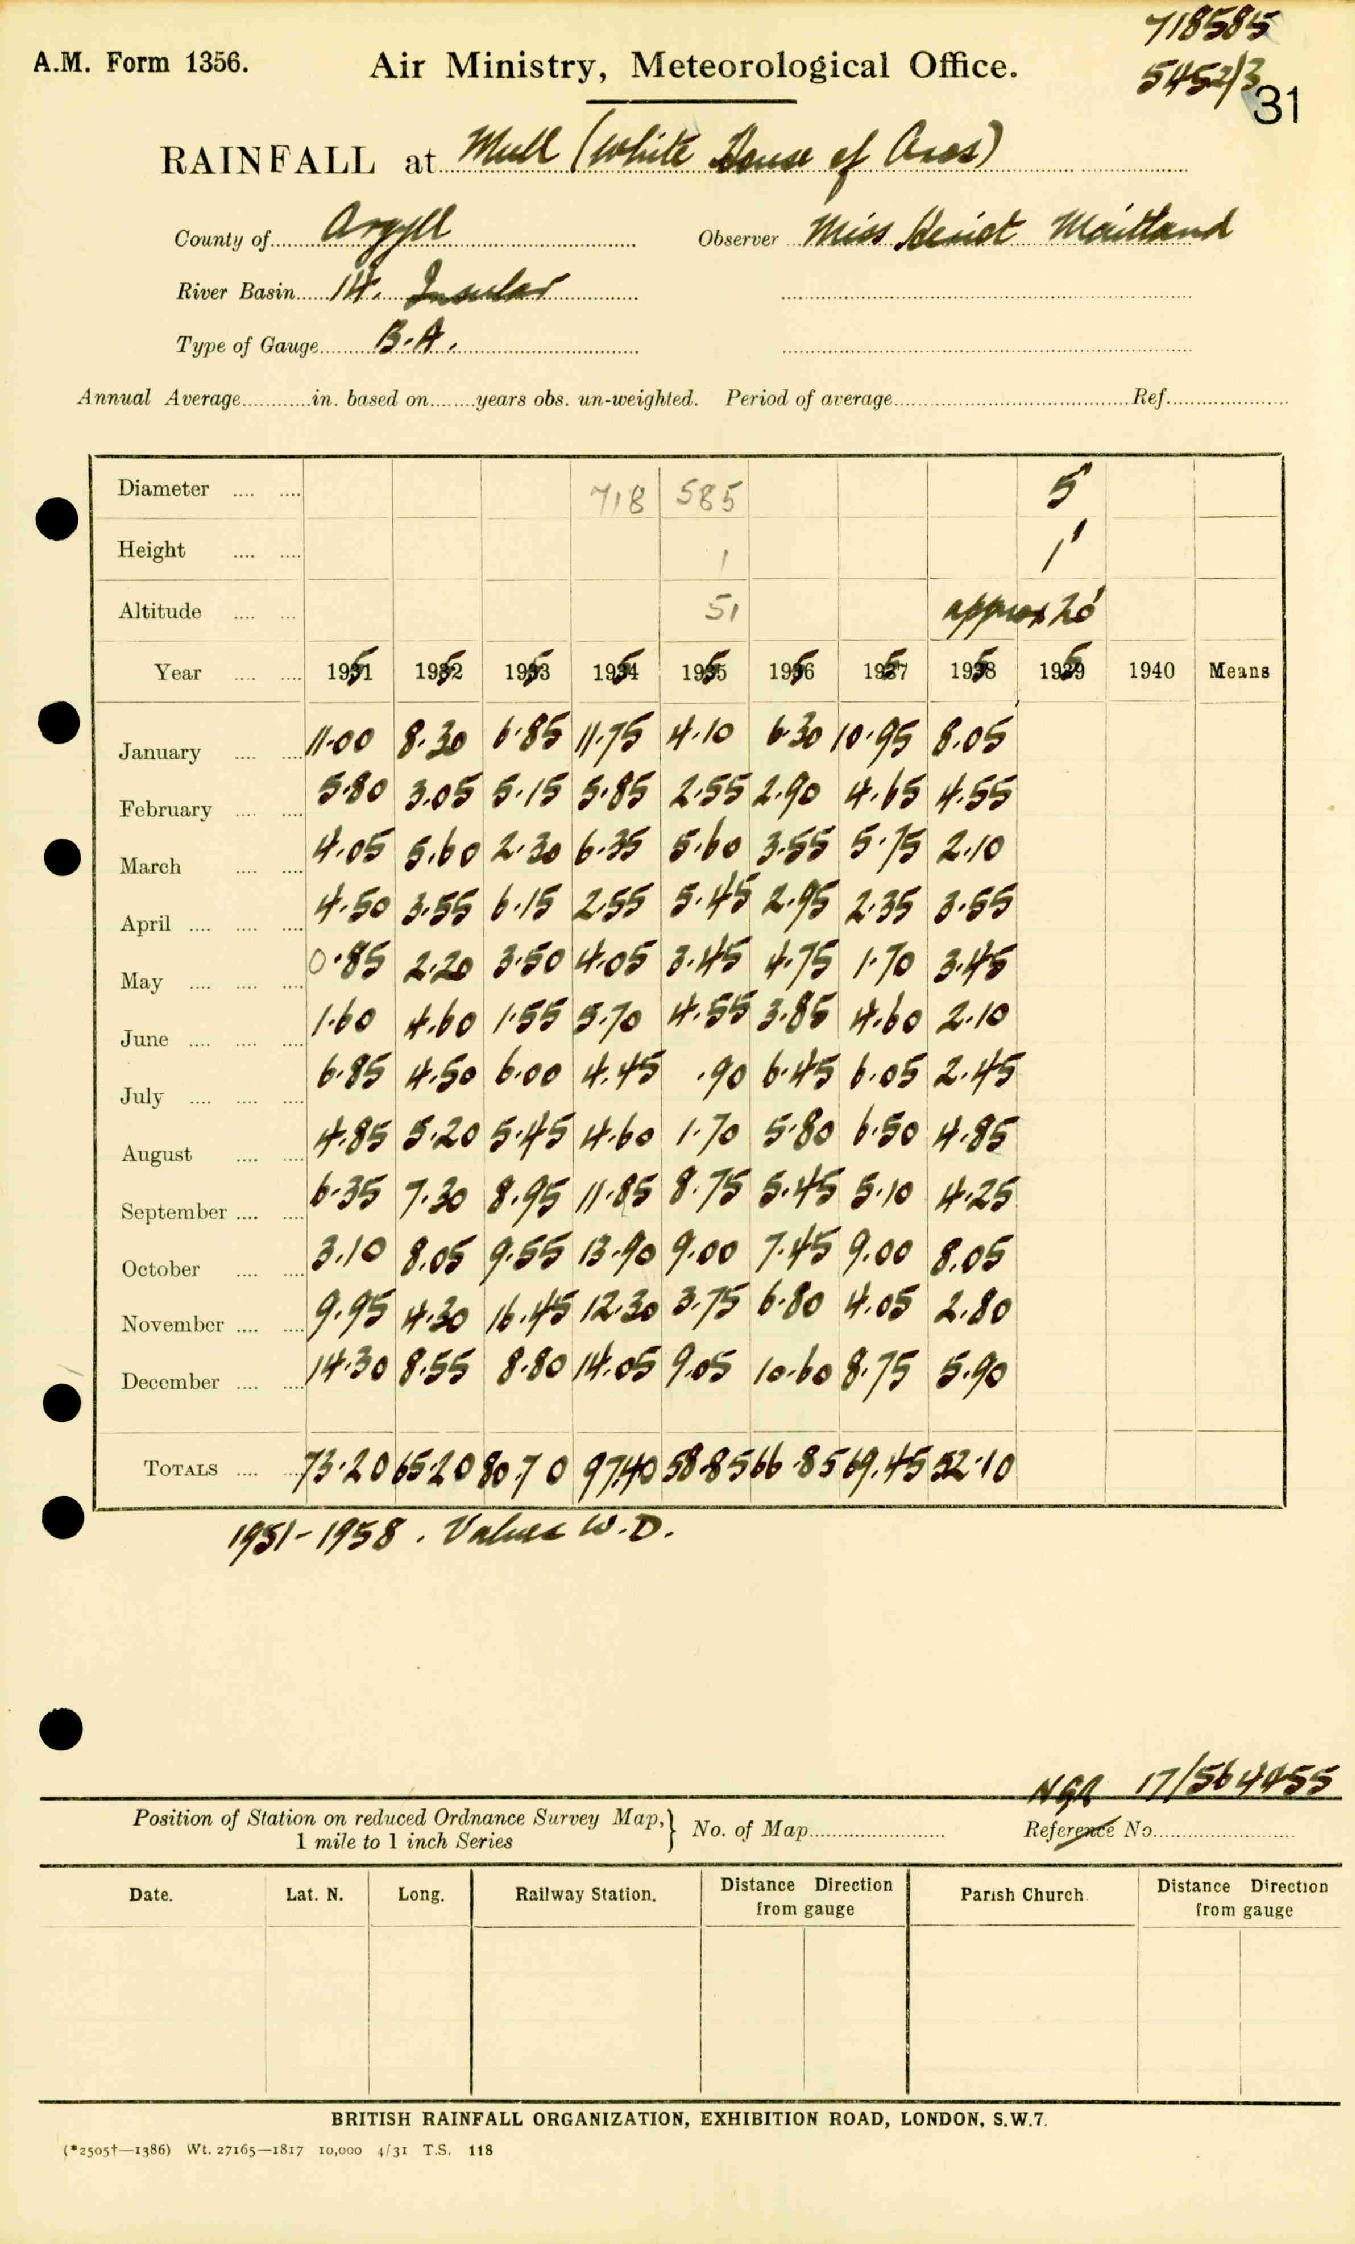 718585
A.M. Form 1356. Air Ministry, Meteorological Office. 5452/3
31
RAINFALL at Mull (White House of Aros)
County of Argyll Observer Miss Heriot Maitland
River Basin 14. Insular
Type of Gauge B.A.
Annual Average in. based on years obs. un-weighted. Period of average Ref.
Diameter 718 585 5"
Height 1 1'
Altitude 51 approx 20'
Year 1951 1952 1953 1954 1955 1956 1957 1958 1959 1940 Means
January 11.00 8.30 6.85 11.75 4.10 6.30 10.95 8.05
February 5.80 3.05 5.15 5.85 2.55 2.90 4.65 4.55
March 4.05 5.60 2.30 6.35 5.60 3.55 5.75 2.10
April 4.50 3.55 6.15 2.55 5.45 2.95 2.35 3.55
May 0.85 2.20 3.50 4.05 3.45 4.75 1.70 3.45
June 1.60 4.60 1.55 5.70 4.55 3.85 4.60 2.10
July 6.85 4.50 6.00 4.45 .90 6.45 6.05 2.45
August 4.85 5.20 5.45 4.60 1.70 5.80 6.50 4.85
September 6.35 7.30 8.95 11.85 8.75 5.45 5.10 4.25
October 3.10 8.05 9.55 13.90 9.00 7.45 9.00 8.05
November 9.95 4.30 16.45 12.30 3.75 6.80 4.05 2.80
December 14.30 8.55 8.80 14.05 9.05 10.60 8.75 5.90
TOTALS 73.20 65.20 80.70 97.40 58.85 66.85 69.45 52.10
1951-1958. Values W.D.
NGR 17/564455
Position of Station on reduced Ordnance Survey Map, 1 mile to 1 inch Series No. of Map Reference No.
Date. Lat. N. Long. Railway Station. Distance Direction from gauge Parish Church. Distance Direction from gauge
BRITISH RAINFALL ORGANIZATION, EXHIBITION ROAD, LONDON, S.W.7.
(*2505†—1386) Wt. 27165—1817 10,000 4/31 T.S. 118